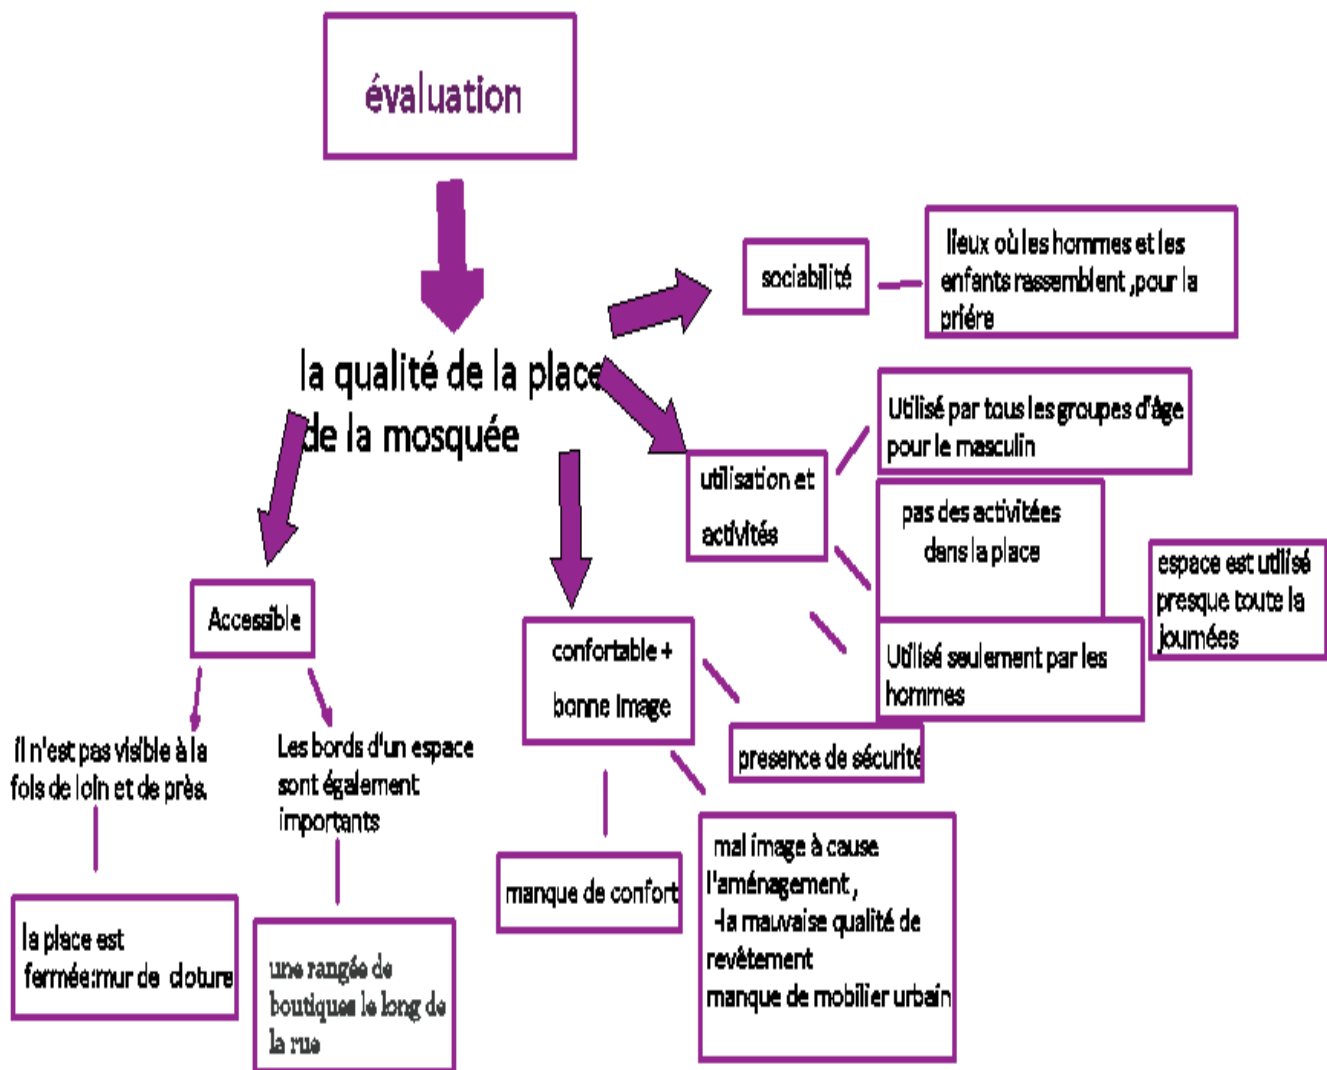 évaluation
la qualité de la place
de la mosquée
sociabilité
lieux où les hommes et les
enfants rassemblent ,pour la
priére
utilisation et
activités
Utilisé par tous les groupes d'âge
pour le masculin
pas des activitées
dans la place
Utilisé seulement par les
hommes
espace est utilisé
presque toute la
journées
Accessible
il n'est pas visible à la
fois de loin et de près.
Les bords d'un espace
sont également
importants
la place est
fermée:mur de cloture
une rangée de
boutiques le long de
la rue
confortable +
bonne image
presence de sécurité
manque de confort
mal image à cause
l'aménagement ,
-la mauvaise qualité de
revètement
manque de mobilier urbain